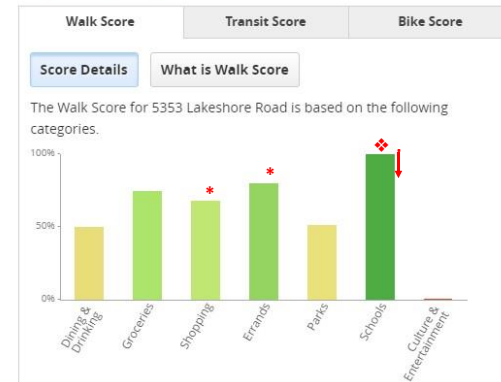 Walk Score
Transit Score
Bike Score
Score Details
What is Walk Score
The Walk Score for 5353 Lakeshore Road is based on the following
categories.
100%
50%
0%
*
*
❖
Dining &
Drinking
Groceries
Shopping
Errands
Parks
Schools
Culture &
Entertainment